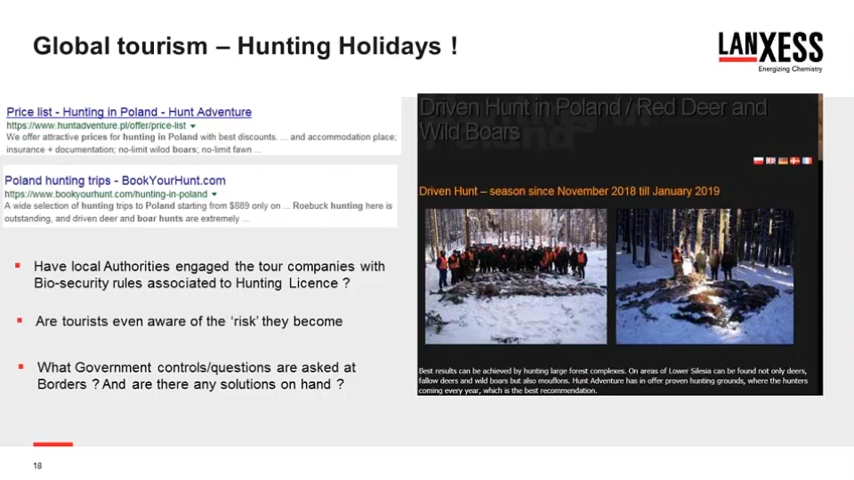 Global tourism – Hunting Holidays !
LANXESS
Energizing Chemistry
Price list - Hunting in Poland - Hunt Adventure
https://www.huntadventure.pl/offer/price-list
We offer attractive prices for hunting in Poland with best discounts. ... and accommodation place;
insurance + documentation; no-limit wild boars; no-limit fawn ...
Poland hunting trips - BookYourHunt.com
https://www.bookyourhunt.com/hunting-in-poland
A wide selection of hunting trips to Poland starting from $889 only on ... Roebuck hunting here is
outstanding, and driven deer and boar hunts are extremely ...
Have local Authorities engaged the tour companies with
Bio-security rules associated to Hunting Licence ?
Are tourists even aware of the ‘risk’ they become
What Government controls/questions are asked at
Borders ? And are there any solutions on hand ?
Driven Hunt in Poland / Red Deer and
Wild Boars
Driven Hunt – season since November 2018 till January 2019
Best results can be achieved by hunting large forest complexes. On areas of Lower Silesia can be found not only deers,
fallow deers and wild boars but also mouflons. Hunt Adventure has in offer proven hunting grounds, where the hunters
coming every year, which is the best recommendation.
18